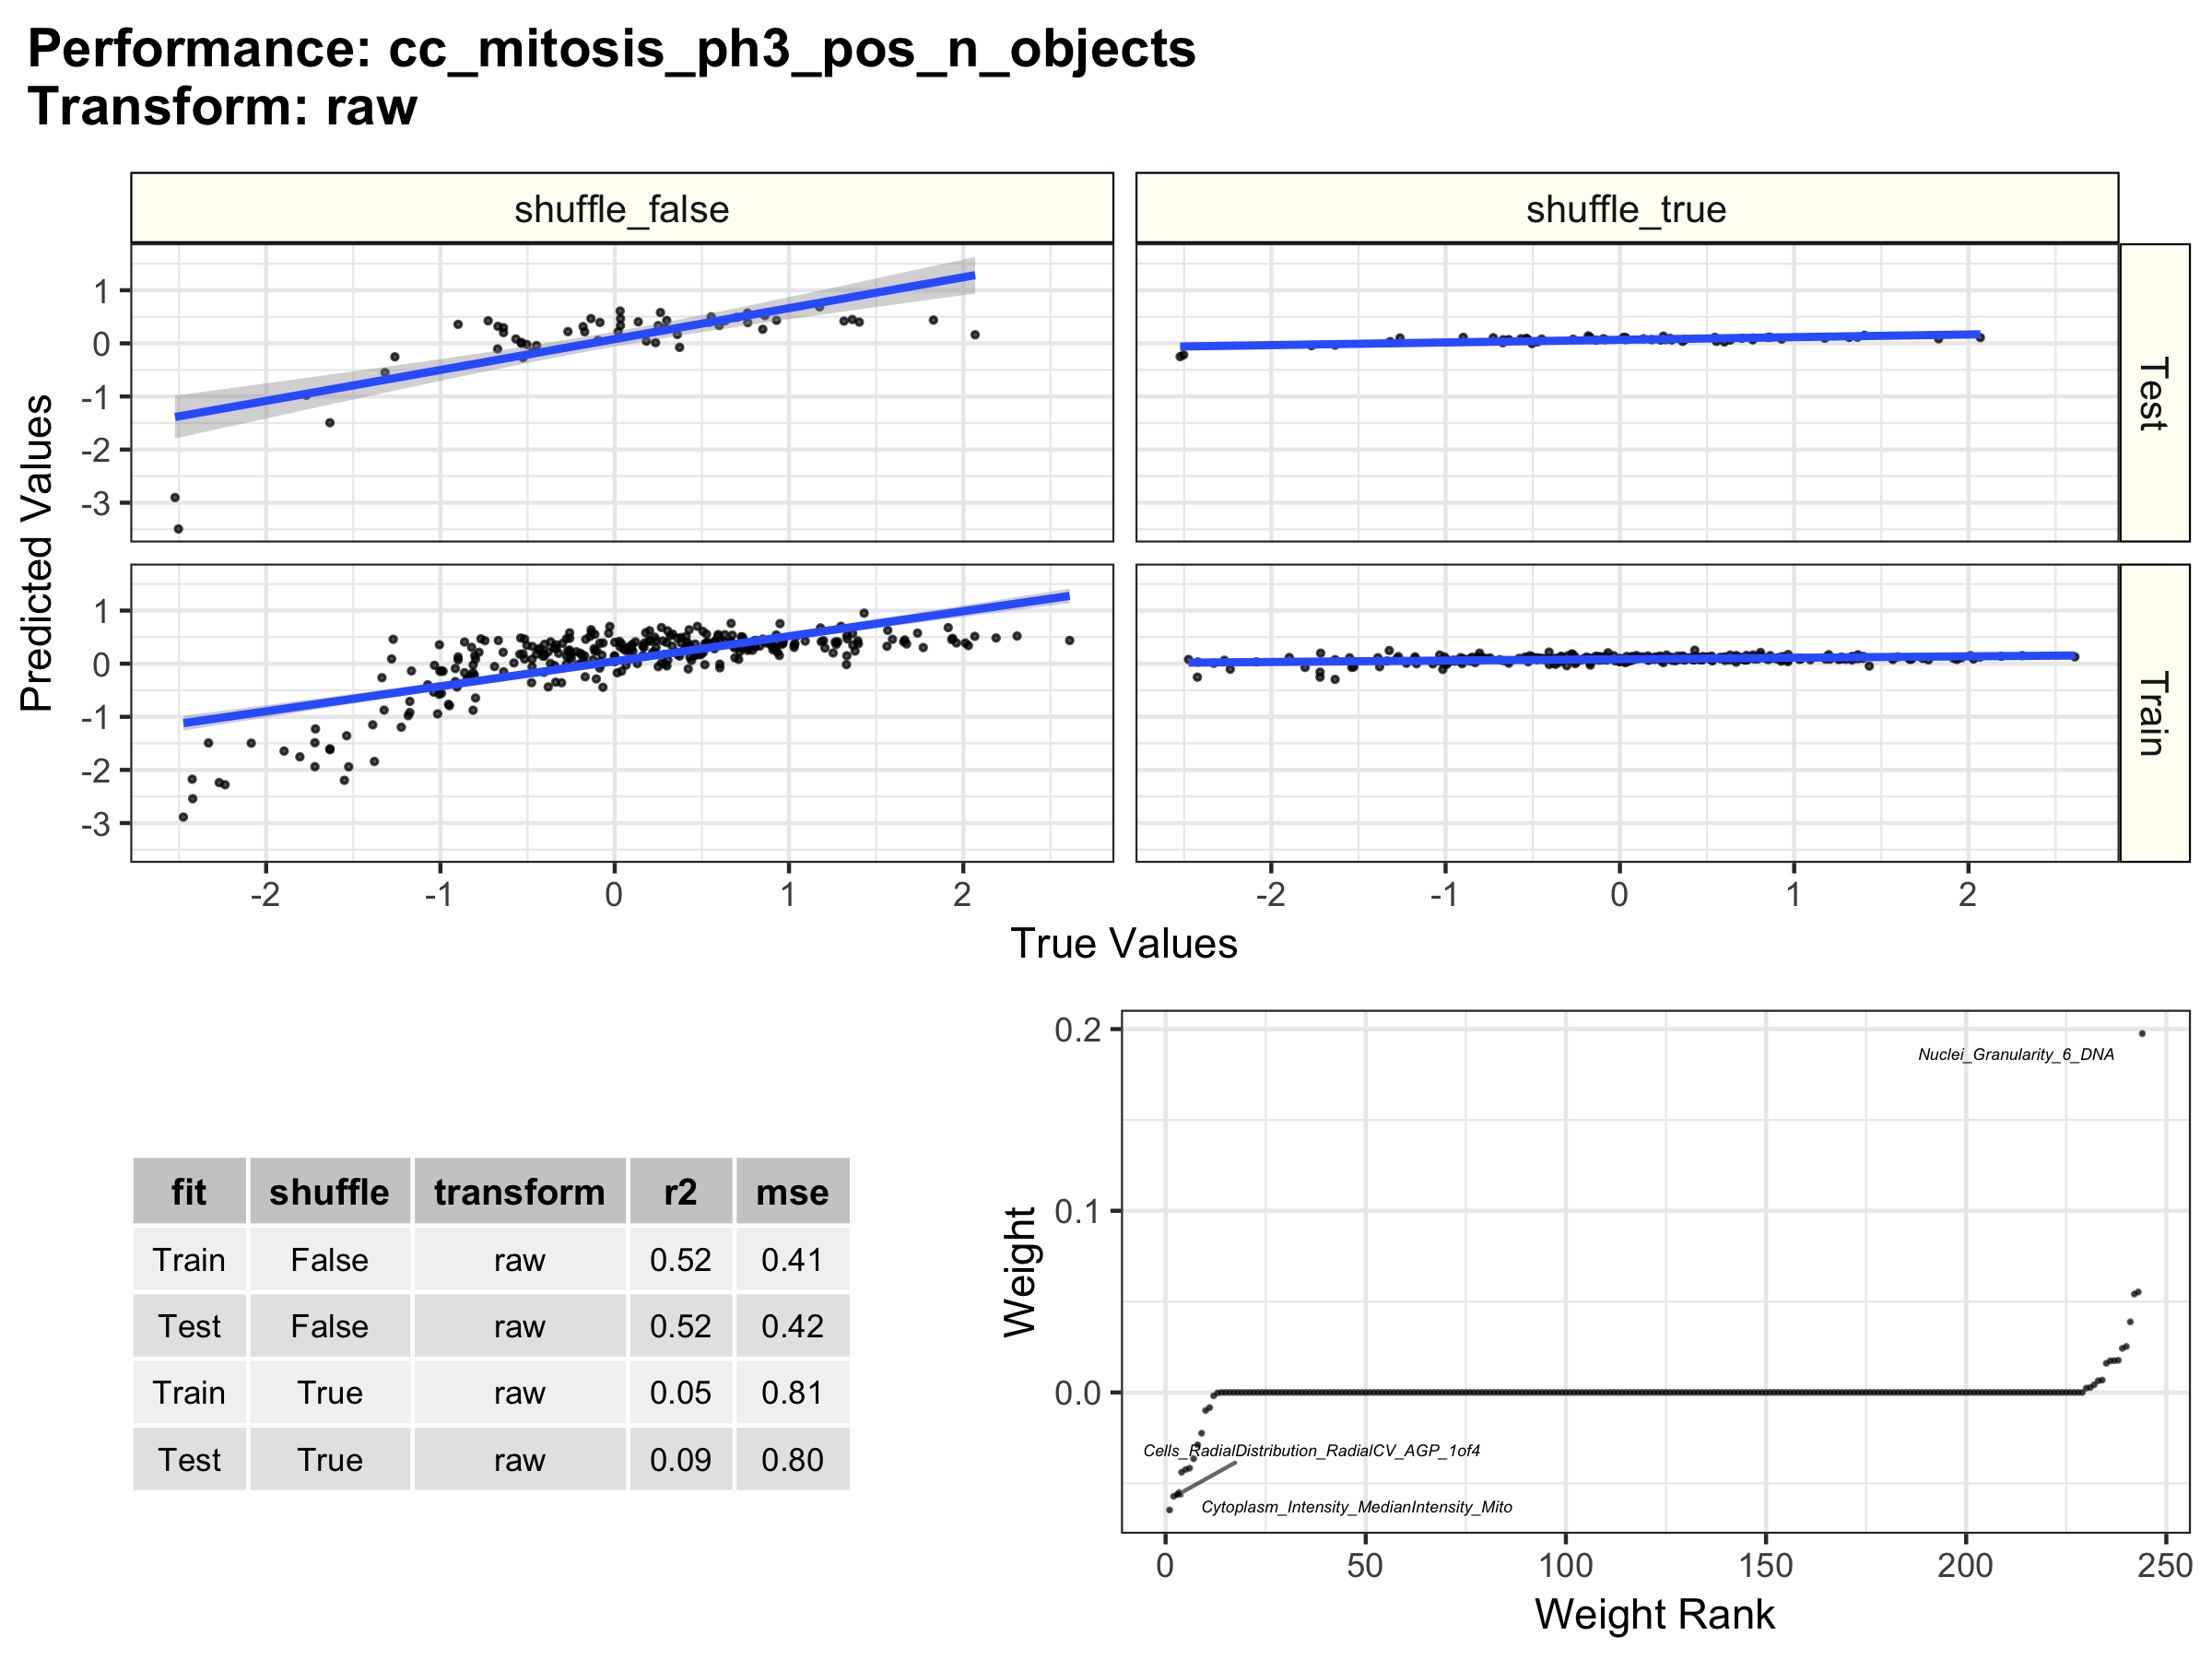 Performance: cc_mitosis_ph3_pos_n_objects
Transform: raw
shuffle_false
shuffle_true
1
0
-1
-2
-3
Test
Predicted Values
1
0
-1
-2
-3
Train
-2
-1
0
1
2
-2
-1
0
1
2
True Values
fit shuffle transform r2 mse
Train False raw 0.52 0.41
Test False raw 0.52 0.42
Train True raw 0.05 0.81
Test True raw 0.09 0.80
Weight
0.2
0.1
0.0
Nuclei_Granularity_6_DNA
Cells_RadialDistribution_RadialCV_AGP_1of4
Cytoplasm_Intensity_MedianIntensity_Mito
0
50
100
150
200
250
Weight Rank